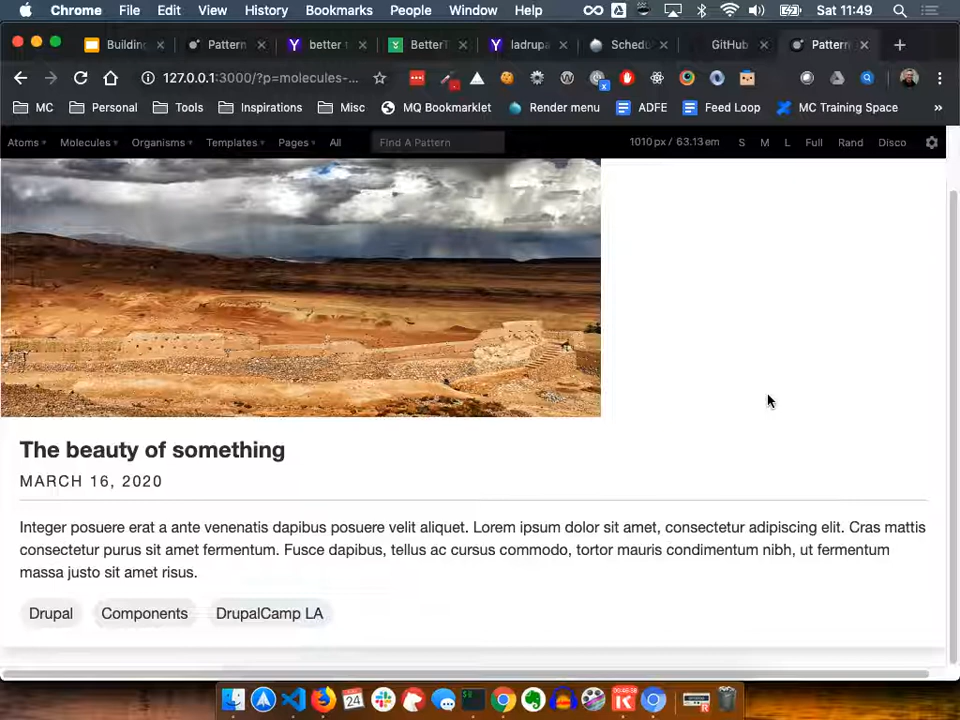 Chrome File Edit View History Bookmarks People Window Help Sat 11:49
Building Pattern better BetterT ladrupa Schedu GitHub Pattern
127.0.0.1:3000/?p=molecules-...
MC Personal Tools Inspirations Misc MQ Bookmarklet Render menu ADFE Feed Loop MC Training Space »
Atoms Molecules Organisms Templates Pages All Find A Pattern 1010px / 63.13em S M L Full Rand Disco
The beauty of something
MARCH 16, 2020
Integer posuere erat a ante venenatis dapibus posuere velit aliquet. Lorem ipsum dolor sit amet, consectetur adipiscing elit. Cras mattis
consectetur purus sit amet fermentum. Fusce dapibus, tellus ac cursus commodo, tortor mauris condimentum nibh, ut fermentum
massa justo sit amet risus.
Drupal Components DrupalCamp LA